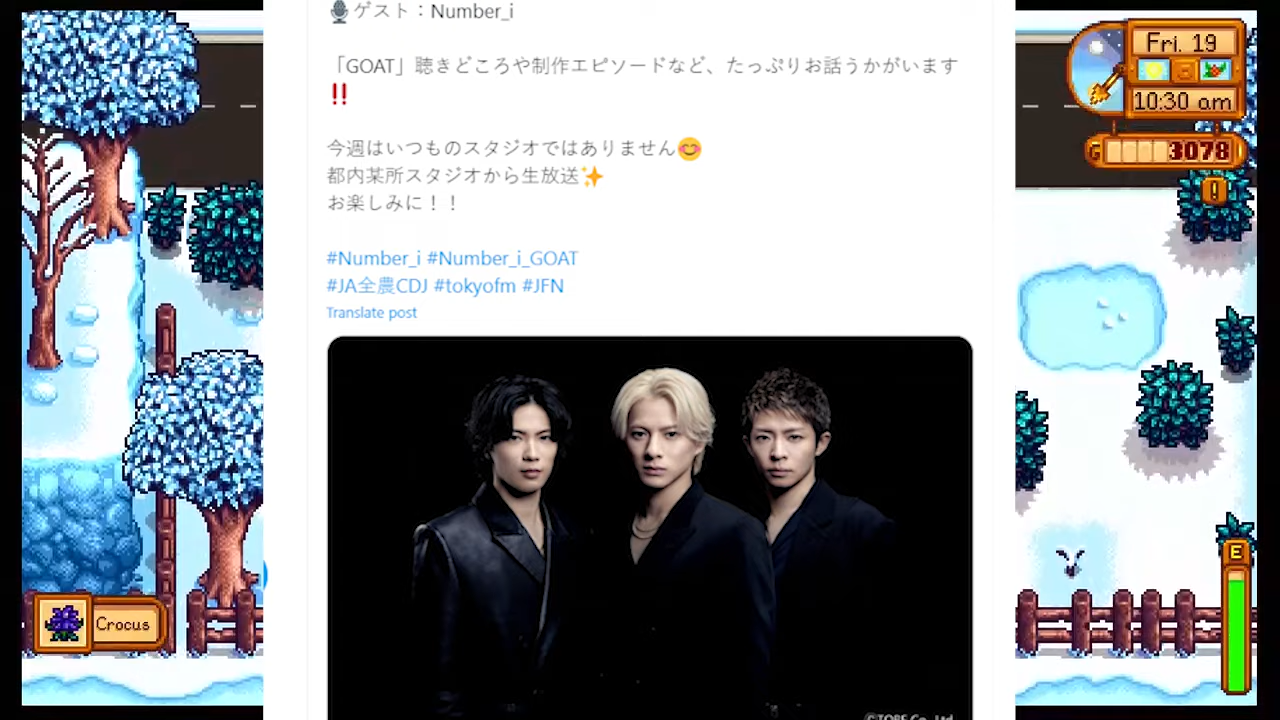 🎙️ゲスト：Number_i
「GOAT」聴きどころや制作エピソードなど、たっぷりお話うかがいます
‼️
今週はいつものスタジオではありません😊
都内某所スタジオから生放送✨
お楽しみに！！
#Number_i #Number_i_GOAT
#JA全農CDJ #tokyofm #JFN
Translate post
©TOBE Co., Ltd.
Fri. 19
10:30 am
G 3078
!
E
Crocus